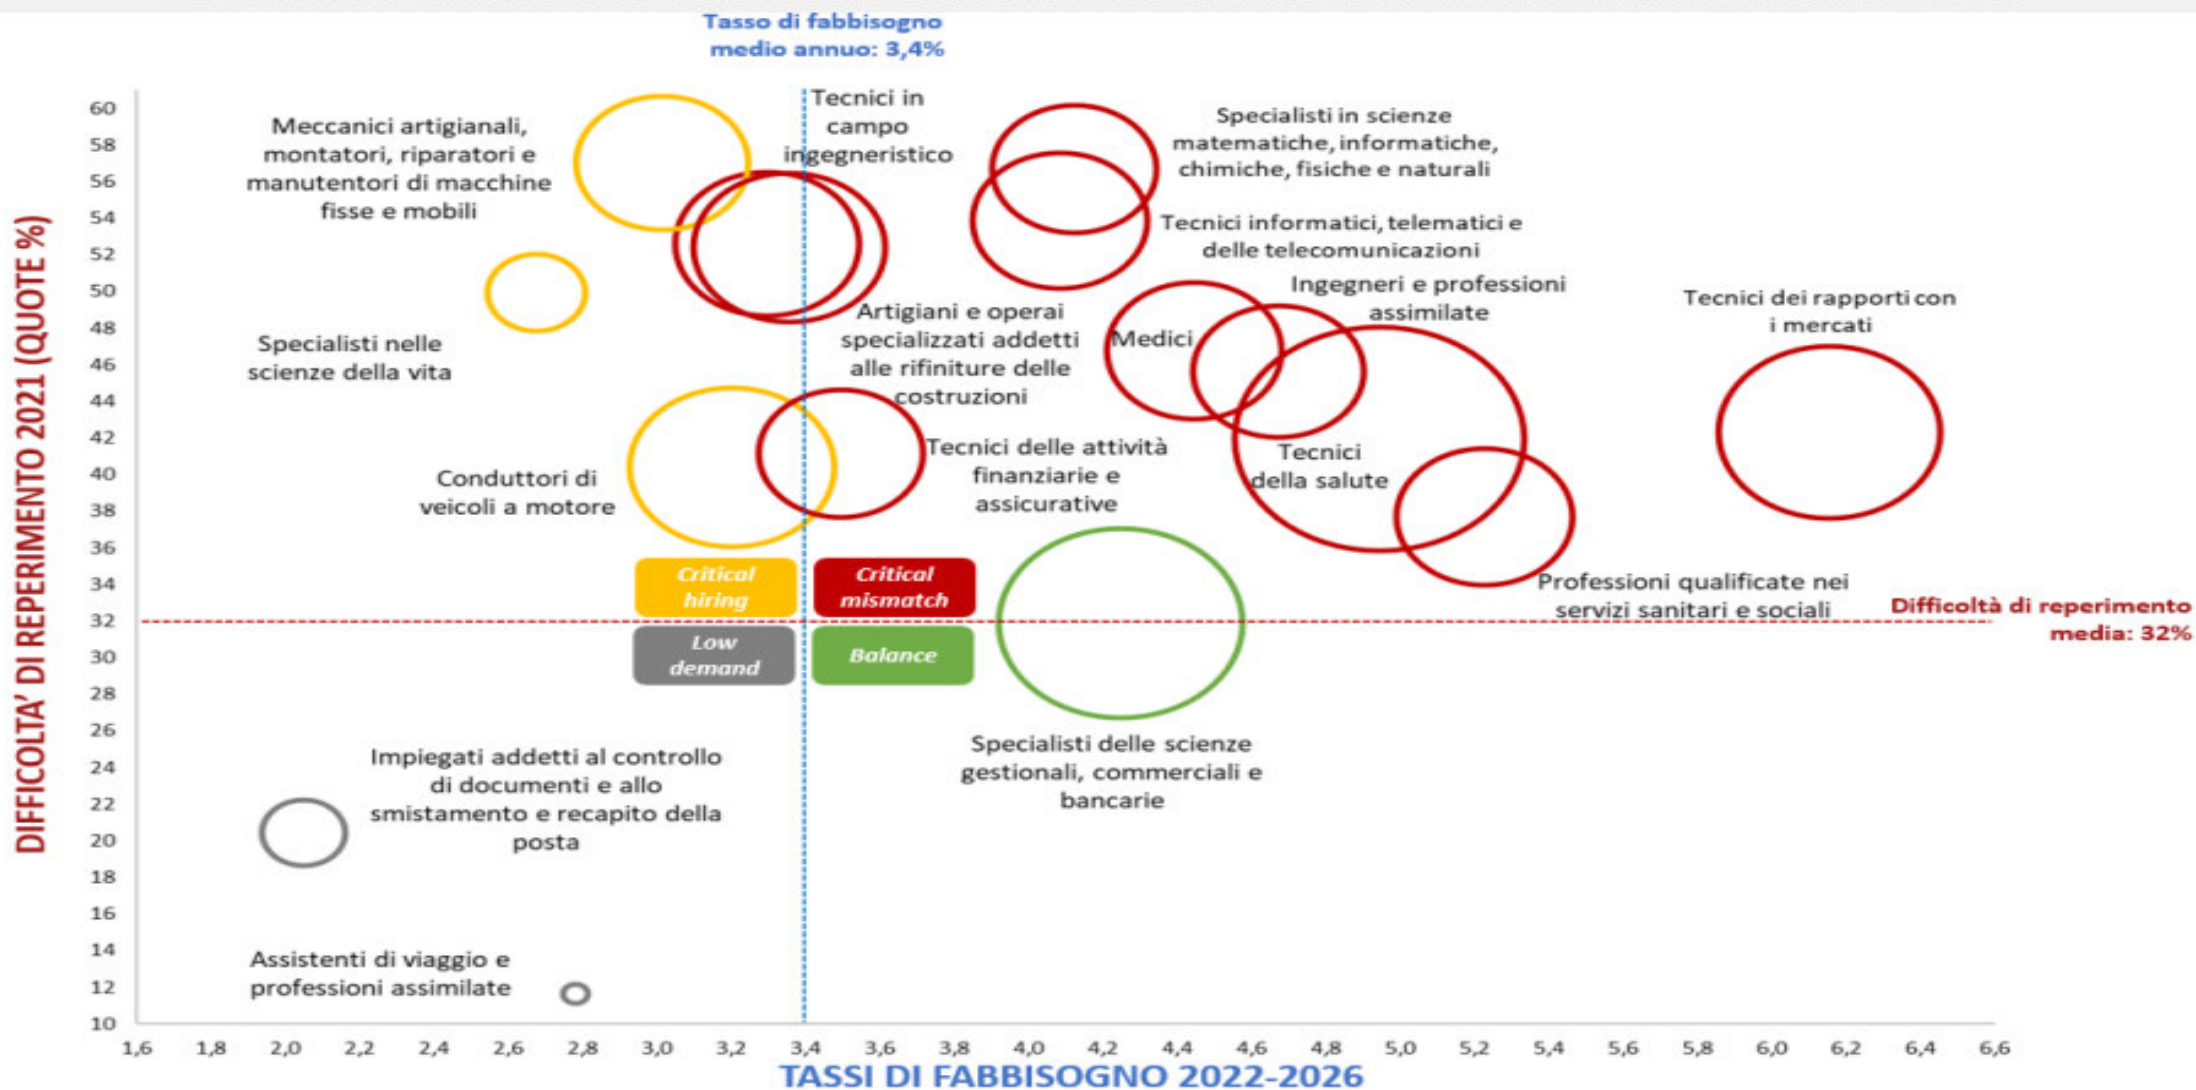 Tasso di fabbisogno
medio annuo: 3,4%
DIFFICOLTA' DI REPERIMENTO 2021 (QUOTE %)
60
58
56
54
52
50
48
46
44
42
40
38
36
34
32
30
28
26
24
22
20
18
16
14
12
10
Meccanici artigianali,
montatori, riparatori e
manutentori di macchine
fisse e mobili
Tecnici in
campo
ingegneristico
Specialisti in scienze
matematiche, informatiche,
chimiche, fisiche e naturali
Tecnici informatici, telematici e
delle telecomunicazioni
Ingegneri e professioni
assimilate
Tecnici dei rapporti con
i mercati
Specialisti nelle
scienze della vita
Artigiani e operai
specializzati addetti
alle rifiniture delle
costruzioni
Medici
Conduttori di
veicoli a motore
Tecnici delle attività
finanziarie e
assicurative
Tecnici
della salute
Critical
hiring
Critical
mismatch
Low
demand
Balance
Professioni qualificate nei
servizi sanitari e sociali
Difficoltà di reperimento
media: 32%
Impiegati addetti al controllo
di documenti e allo
smistamento e recapito della
posta
Specialisti delle scienze
gestionali, commerciali e
bancarie
Assistenti di viaggio e
professioni assimilate
1,6 1,8 2,0 2,2 2,4 2,6 2,8 3,0 3,2 3,4 3,6 3,8 4,0 4,2 4,4 4,6 4,8 5,0 5,2 5,4 5,6 5,8 6,0 6,2 6,4 6,6
TASSI DI FABBISOGNO 2022-2026